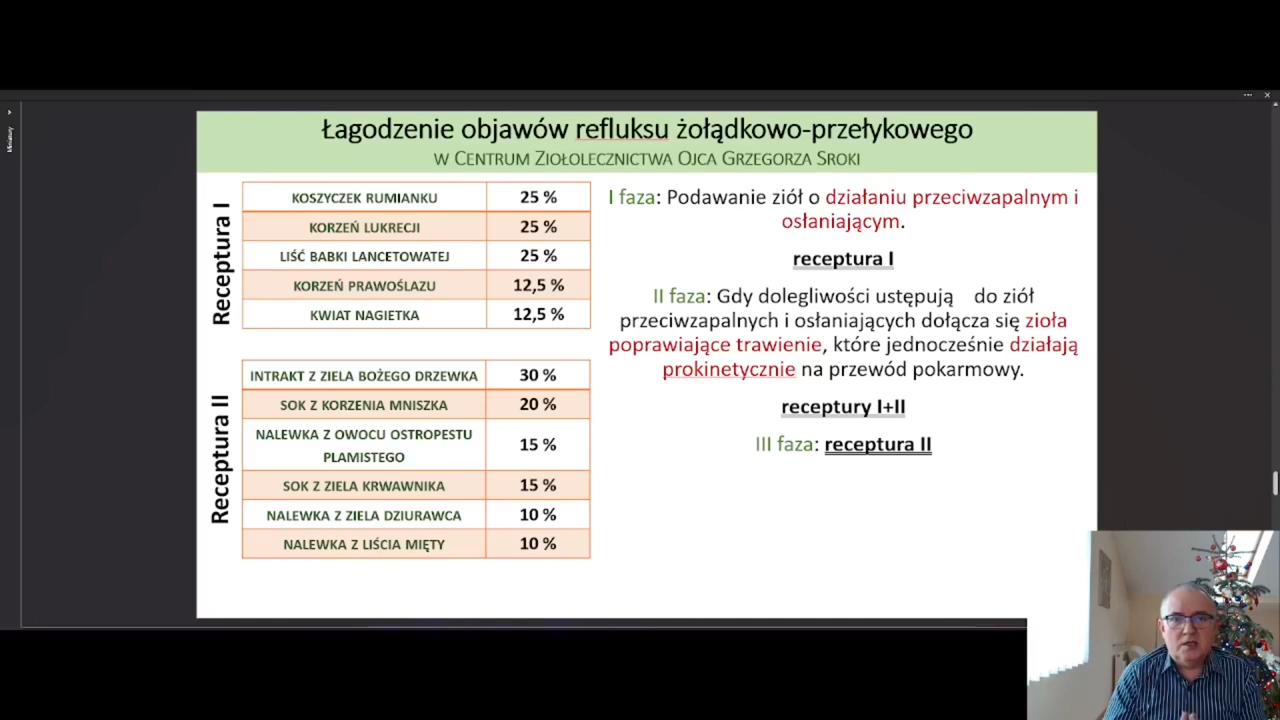 Miniatury
Łagodzenie objawów refluksu żołądkowo-przełykowego
w Centrum Ziołolecznictwa Ojca Grzegorza Sroki
Receptura I
KOSZYCZEK RUMIANKU 25 %
KORZEŃ LUKRECJI 25 %
LIŚĆ BABKI LANCETOWATEJ 25 %
KORZEŃ PRAWOŚLAZU 12,5 %
KWIAT NAGIETKA 12,5 %
Receptura II
INTRAKT Z ZIELA BOŻEGO DRZEWKA 30 %
SOK Z KORZENIA MNISZKA 20 %
NALEWKA Z OWOCU OSTROPESTU
PLAMISTEGO 15 %
SOK Z ZIELA KRWAWNIKA 15 %
NALEWKA Z ZIELA DZIURAWCA 10 %
NALEWKA Z LIŚCIA MIĘTY 10 %
I faza: Podawanie ziół o działaniu przeciwzapalnym i
osłaniającym.
receptura I
II faza: Gdy dolegliwości ustępują do ziół
przeciwzapalnych i osłaniających dołącza się zioła
poprawiające trawienie, które jednocześnie działają
prokinetycznie na przewód pokarmowy.
receptury I+II
III faza: receptura II